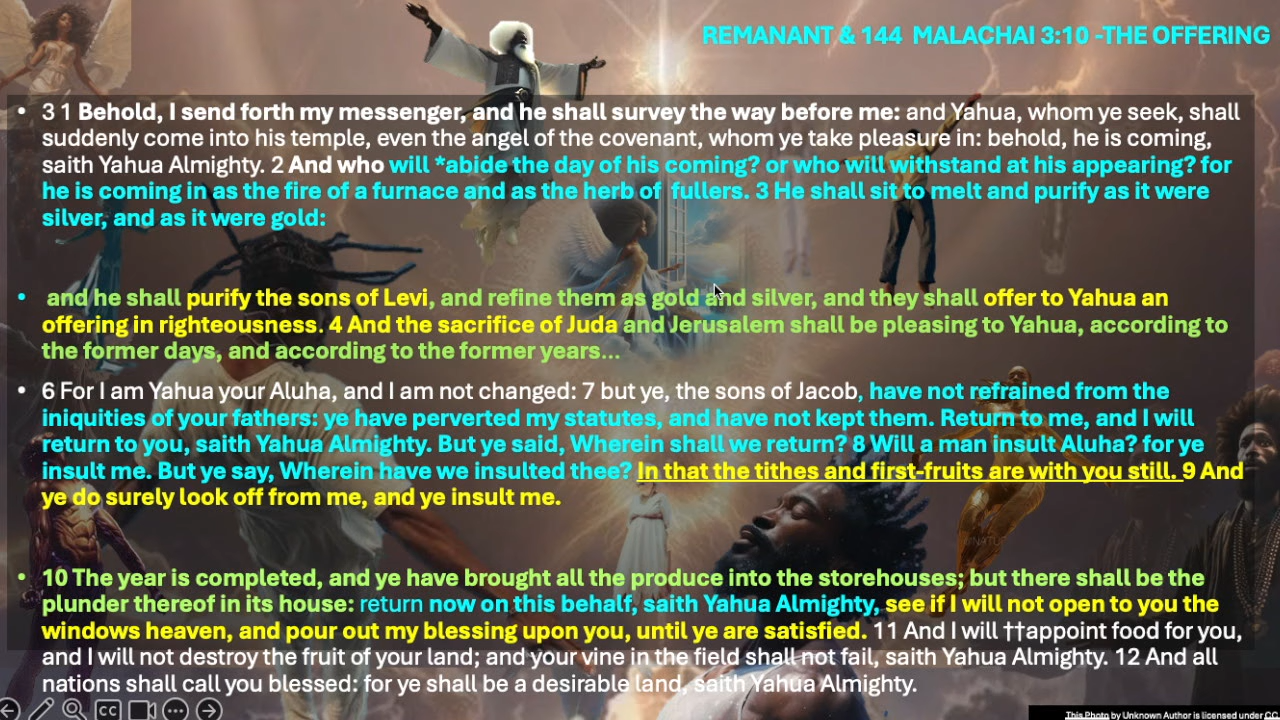 REMANANT & 144 MALACHAI 3:10 -THE OFFERING
• 3 1 Behold, I send forth my messenger, and he shall survey the way before me: and Yahua, whom ye seek, shall
suddenly come into his temple, even the angel of the covenant, whom ye take pleasure in: behold, he is coming,
saith Yahua Almighty. 2 And who will *abide the day of his coming? or who will withstand at his appearing? for
he is coming in as the fire of a furnace and as the herb of fullers. 3 He shall sit to melt and purify as it were
silver, and as it were gold:
• and he shall purify the sons of Levi, and refine them as gold and silver, and they shall offer to Yahua an
offering in righteousness. 4 And the sacrifice of Juda and Jerusalem shall be pleasing to Yahua, according to
the former days, and according to the former years...
• 6 For I am Yahua your Aluha, and I am not changed: 7 but ye, the sons of Jacob, have not refrained from the
iniquities of your fathers: ye have perverted my statutes, and have not kept them. Return to me, and I will
return to you, saith Yahua Almighty. But ye said, Wherein shall we return? 8 Will a man insult Aluha? for ye
insult me. But ye say, Wherein have we insulted thee? In that the tithes and first-fruits are with you still. 9 And
ye do surely look off from me, and ye insult me.
• 10 The year is completed, and ye have brought all the produce into the storehouses; but there shall be the
plunder thereof in its house: return now on this behalf, saith Yahua Almighty, see if I will not open to you the
windows heaven, and pour out my blessing upon you, until ye are satisfied. 11 And I will ††appoint food for you,
and I will not destroy the fruit of your land; and your vine in the field shall not fail, saith Yahua Almighty. 12 And all
nations shall call you blessed: for ye shall be a desirable land, saith Yahua Almighty.
CC
This Photo by Unknown Author is licensed under CC